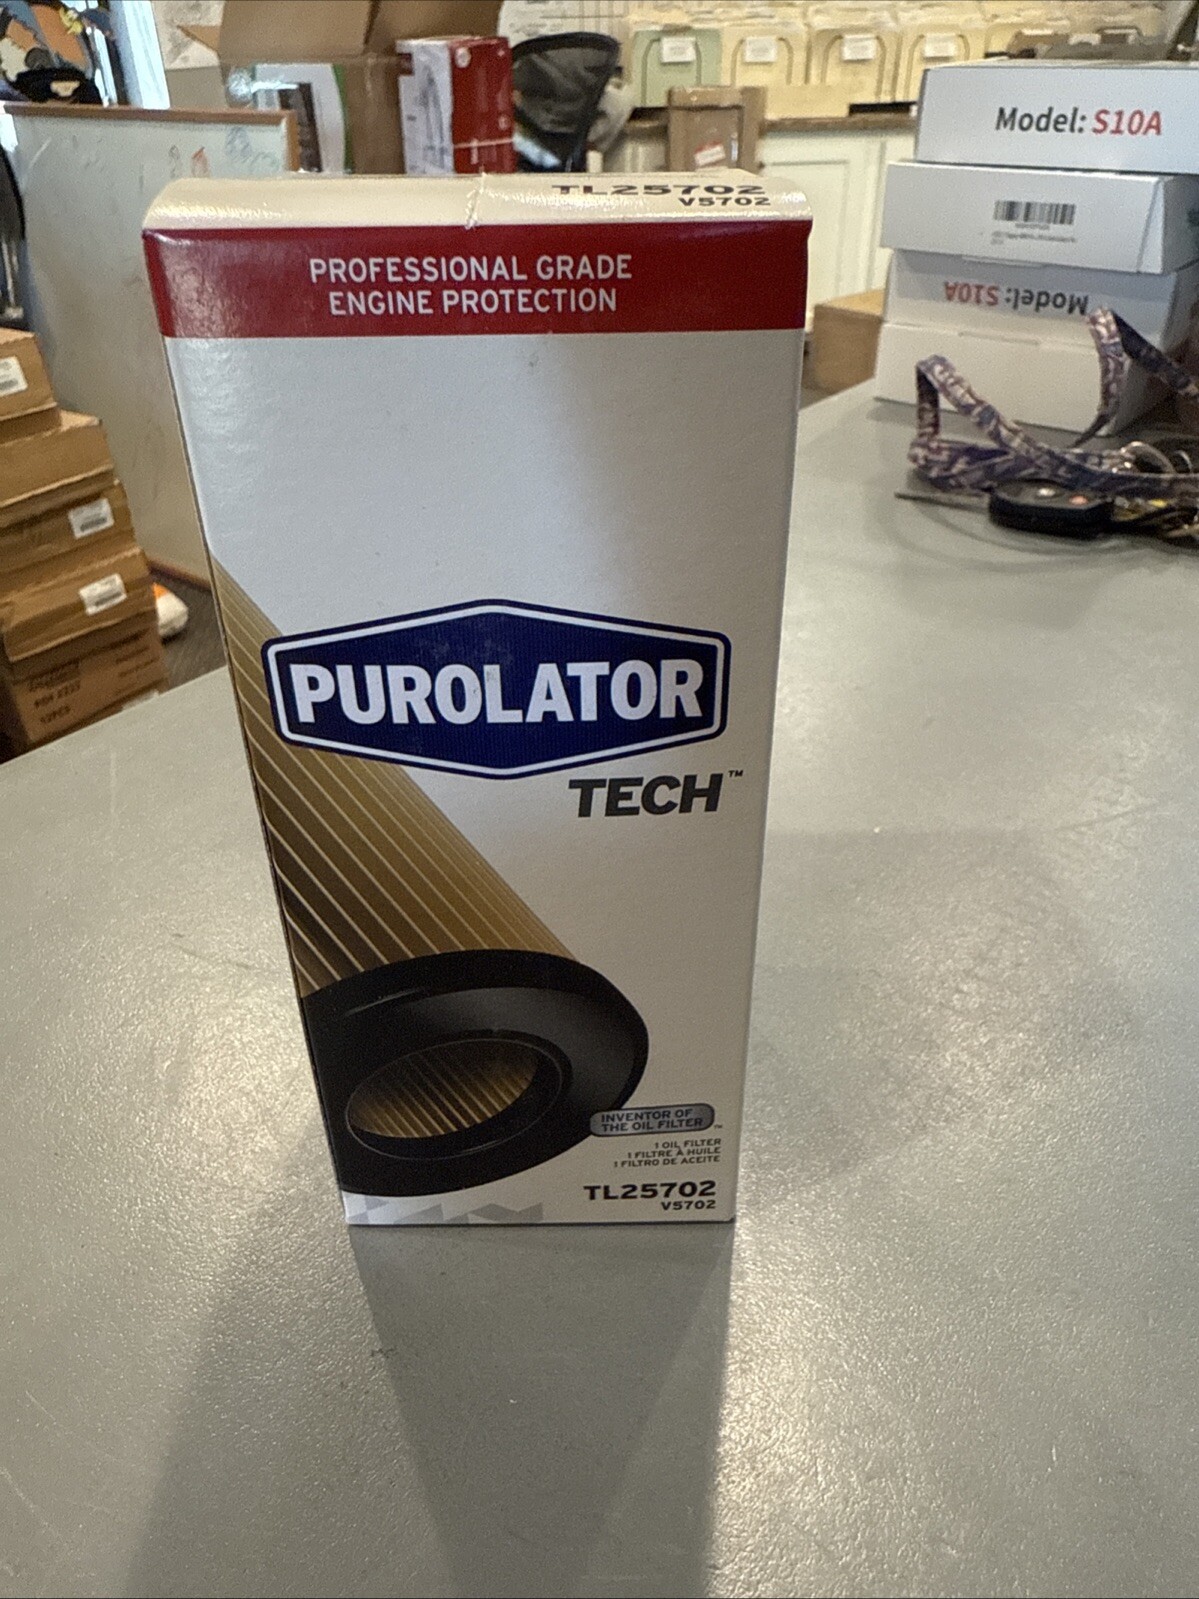 TL25702
V5702
PROFESSIONAL GRADE
ENGINE PROTECTION
PUROLATOR
TECH™
INVENTOR OF
THE OIL FILTER™
1 OIL FILTER
1 FILTRE À HUILE
1 FILTRO DE ACEITE
TL25702
V5702
Model: S10A
Model: S10A